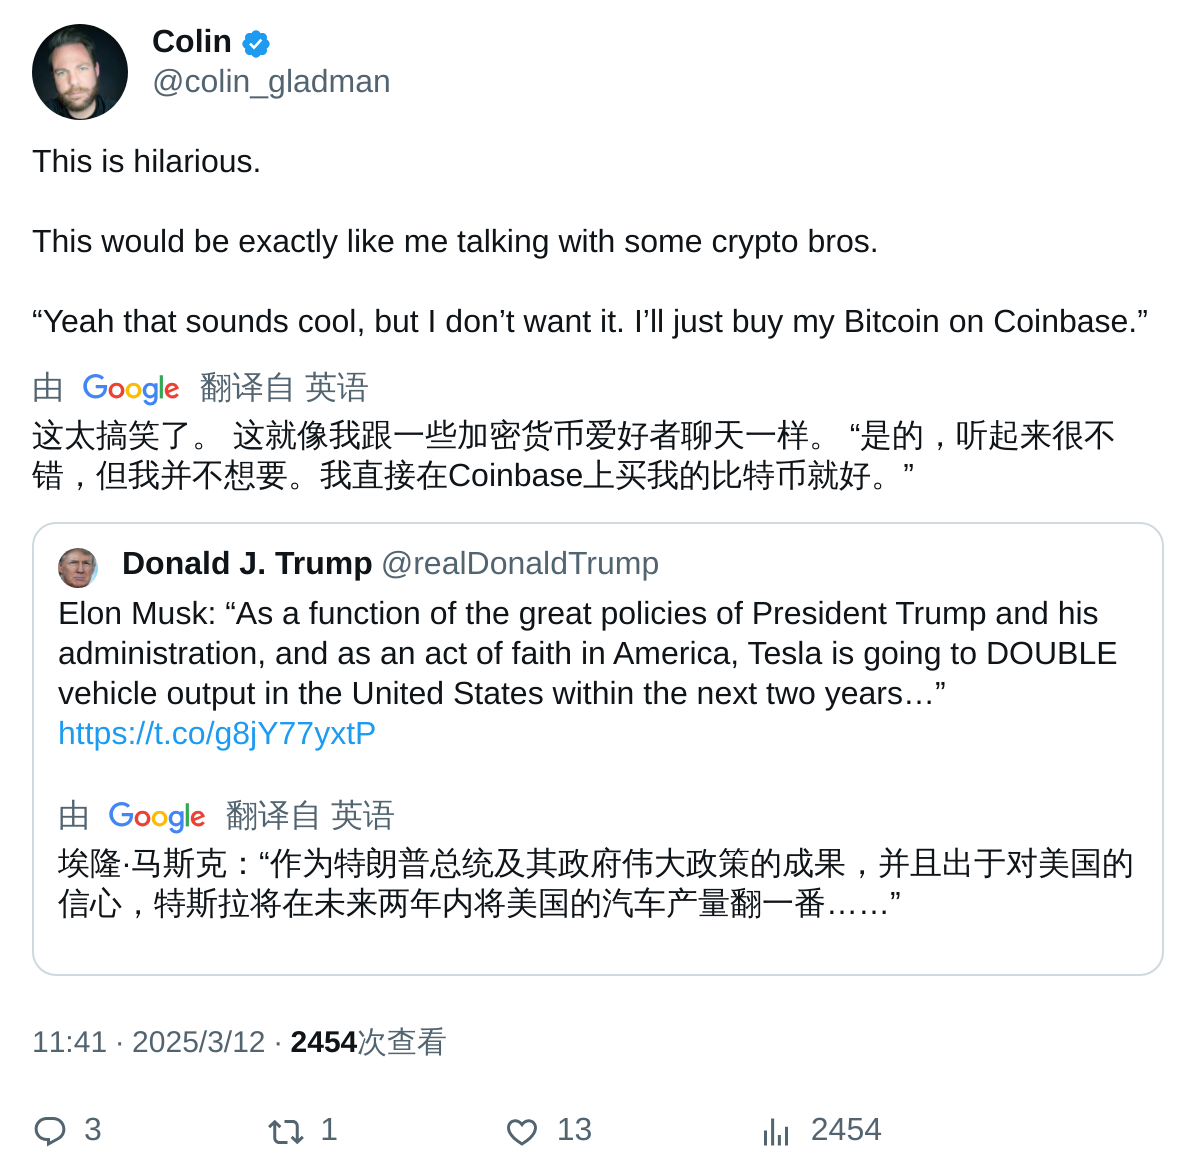 Colin
@colin_gladman
This is hilarious.
This would be exactly like me talking with some crypto bros.
“Yeah that sounds cool, but I don’t want it. I’ll just buy my Bitcoin on Coinbase.”
由 Google 翻译自 英语
这太搞笑了。 这就像我跟一些加密货币爱好者聊天一样。 “是的，听起来很不
错，但我并不想要。我直接在Coinbase上买我的比特币就好。”
Donald J. Trump @realDonaldTrump
Elon Musk: “As a function of the great policies of President Trump and his
administration, and as an act of faith in America, Tesla is going to DOUBLE
vehicle output in the United States within the next two years…”
https://t.co/g8jY77yxtP
由 Google 翻译自 英语
埃隆·马斯克：“作为特朗普总统及其政府伟大政策的成果，并且出于对美国的
信心，特斯拉将在未来两年内将美国的汽车产量翻一番……”
11:41 · 2025/3/12 · 2454次查看
3 1 13 2454